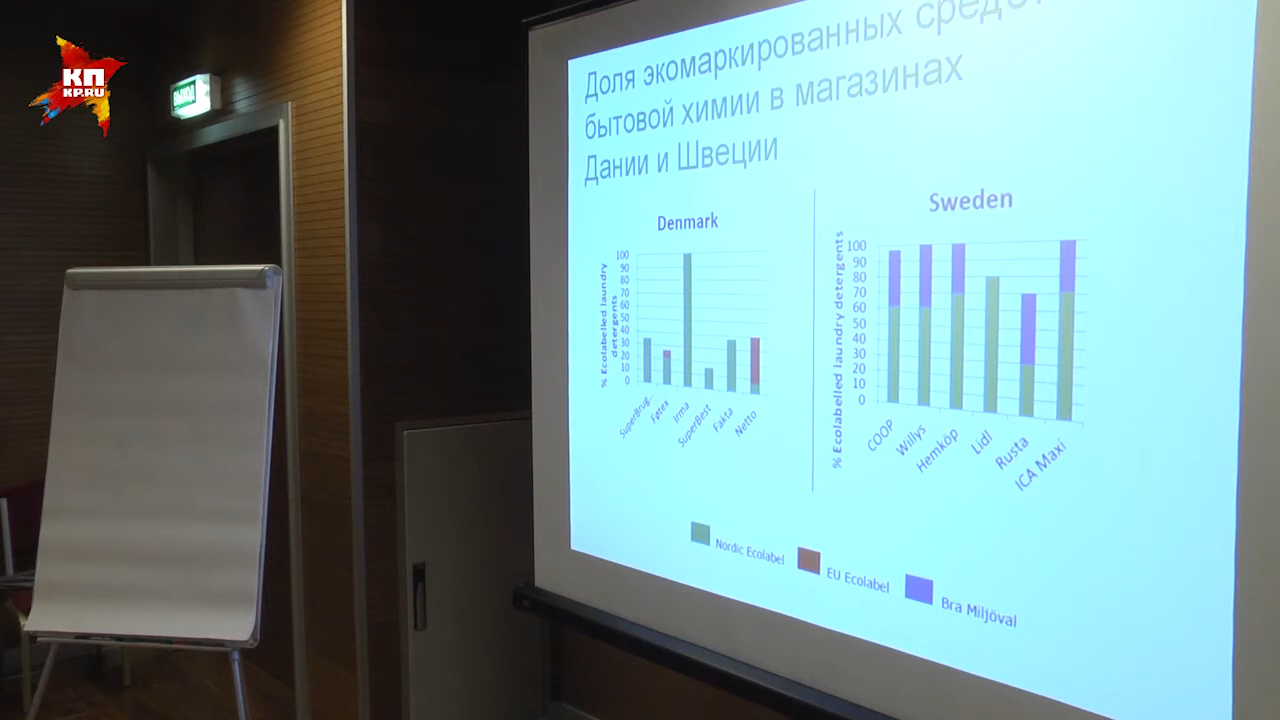 КП
KP.RU
ВЫХОД
Доля экомаркированных
бытовой химии в магазинах
Дании и Швеции
Denmark
% Ecolabelled laundry
detergents
100
90
80
70
60
50
40
30
20
10
0
SuperBrug..
Føtex
Irma
SuperBest
Fakta
Netto
Sweden
% Ecolabelled laundry detergents
100
90
80
70
60
50
40
30
20
10
0
COOP
Willys
Hemköp
Lidl
Rusta
ICA Maxi
Nordic Ecolabel
EU Ecolabel
Bra Miljöval